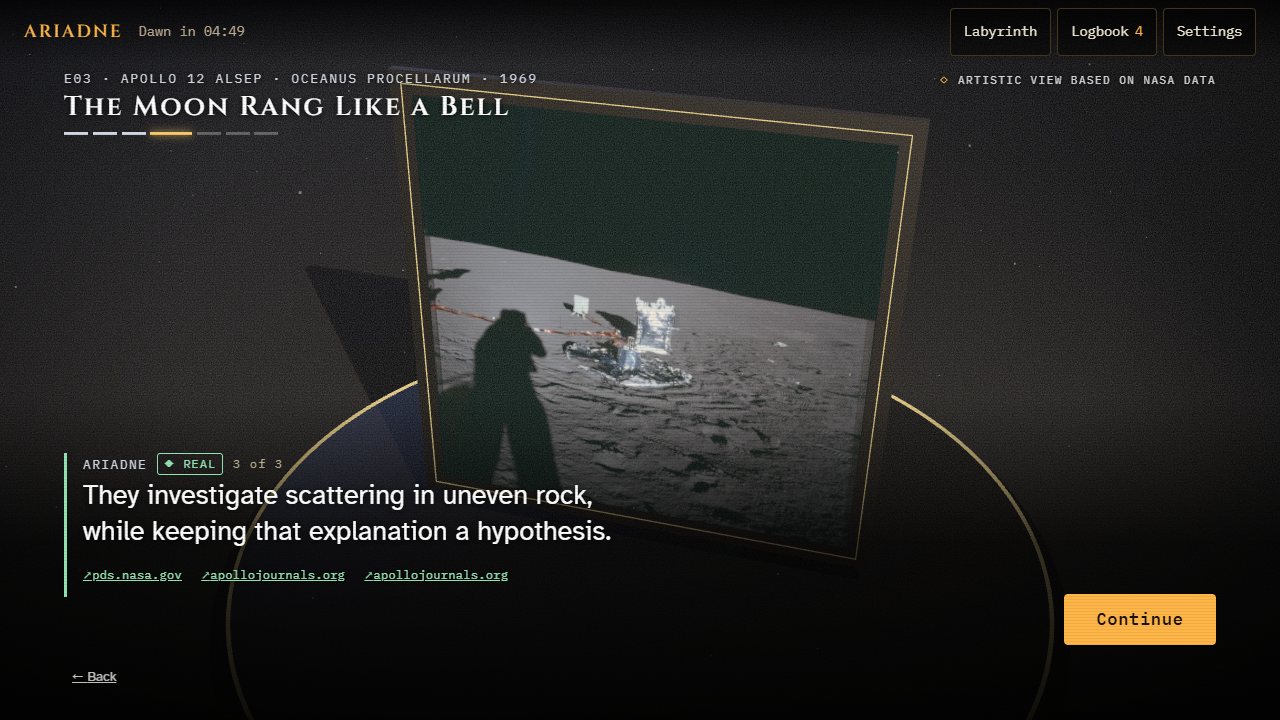 ARIADNE Dawn in 04:49 Labyrinth Logbook 4 Settings
E03 · APOLLO 12 ALSEP · OCEANUS PROCELLARUM · 1969
◇ ARTISTIC VIEW BASED ON NASA DATA
The Moon Rang Like a Bell
ARIADNE ◆ REAL 3 of 3
They investigate scattering in uneven rock,
while keeping that explanation a hypothesis.
↗pds.nasa.gov ↗apollojournals.org ↗apollojournals.org
Continue
← Back